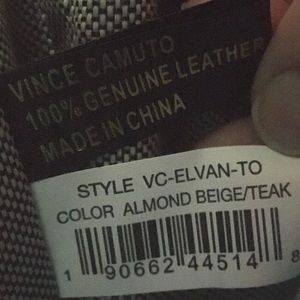 VINCE CAMUTO
100% GENUINE LEATHER
MADE IN CHINA
STYLE VC-ELVAN-TO
COLOR ALMOND BEIGE/TEAK
1 90662 44514 8